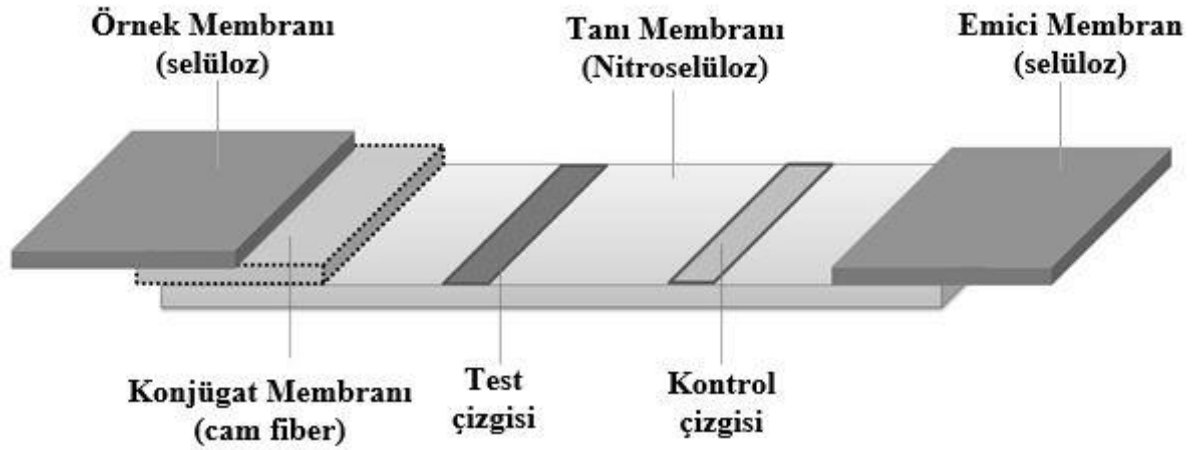 Örnek Membranı
(selüloz)
Tanı Membranı
(Nitroselüloz)
Emici Membran
(selüloz)
Konjügat Membranı
(cam fiber)
Test
çizgisi
Kontrol
çizgisi